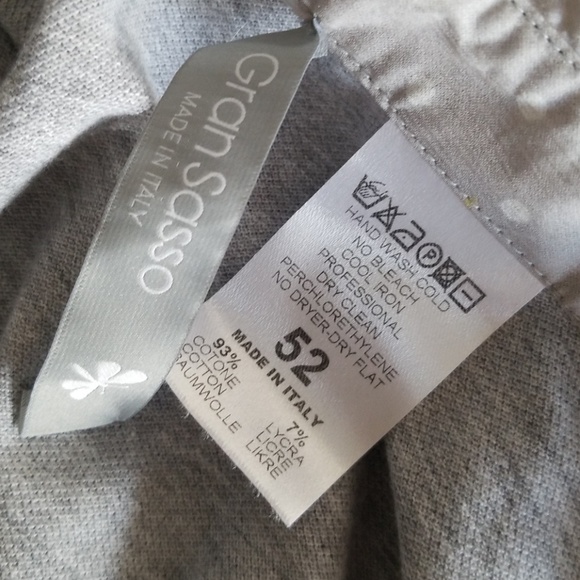 Gran Sasso
MADE IN ITALY
HAND WASH COLD
NO BLEACH
COOL IRON
PROFESSIONAL
DRY CLEAN
PERCHLORETHYLENE
NO DRYER-DRY FLAT
52
MADE IN ITALY
93%
COTONE
COTTON
BAUMWOLLE
7%
LYCRA
LICRE
LIKRE